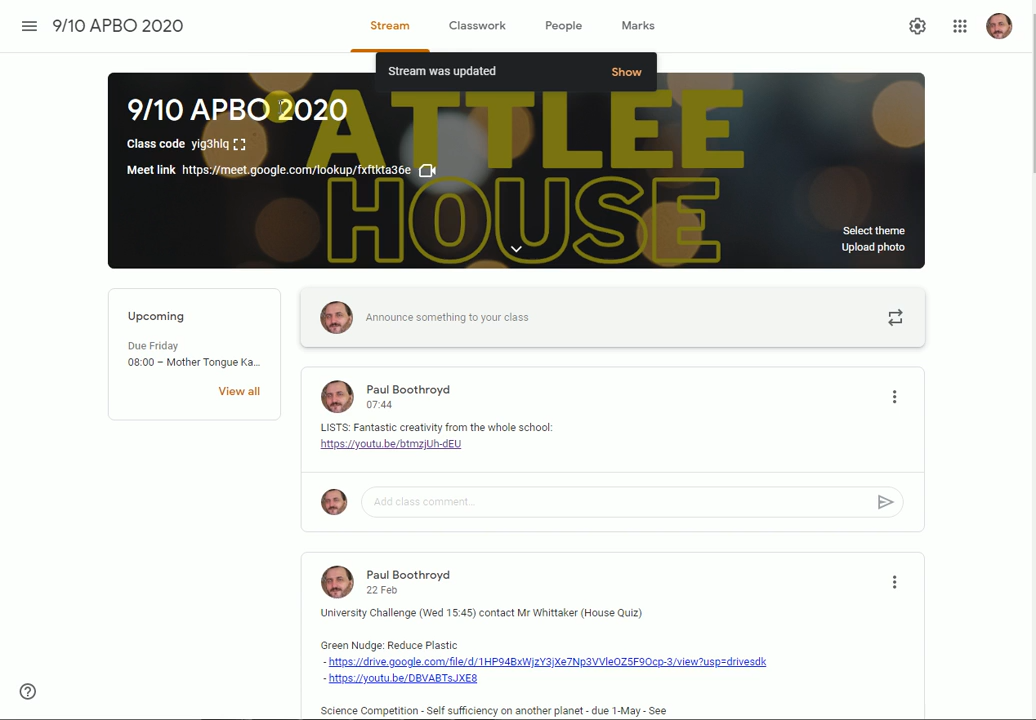 9/10 APBO 2020
Stream
Classwork
People
Marks
Stream was updated
Show
ATTLEE
HOUSE
9/10 APBO 2020
Class code yig3hlq
Meet link https://meet.google.com/lookup/fxftkta36e
Select theme
Upload photo
Upcoming
Due Friday
08:00 – Mother Tongue Ka...
View all
Announce something to your class
Paul Boothroyd
07:44
LISTS: Fantastic creativity from the whole school:
https://youtu.be/btmzjUh-dEU
Add class comment...
Paul Boothroyd
22 Feb
University Challenge (Wed 15:45) contact Mr Whittaker (House Quiz)
Green Nudge: Reduce Plastic
- https://drive.google.com/file/d/1HP94BxWjzY3jXe7Np3VVleOZ5F9Ocp-3/view?usp=drivesdk
- https://youtu.be/DBVABTsJXE8
Science Competition - Self sufficiency on another planet - due 1-May - See